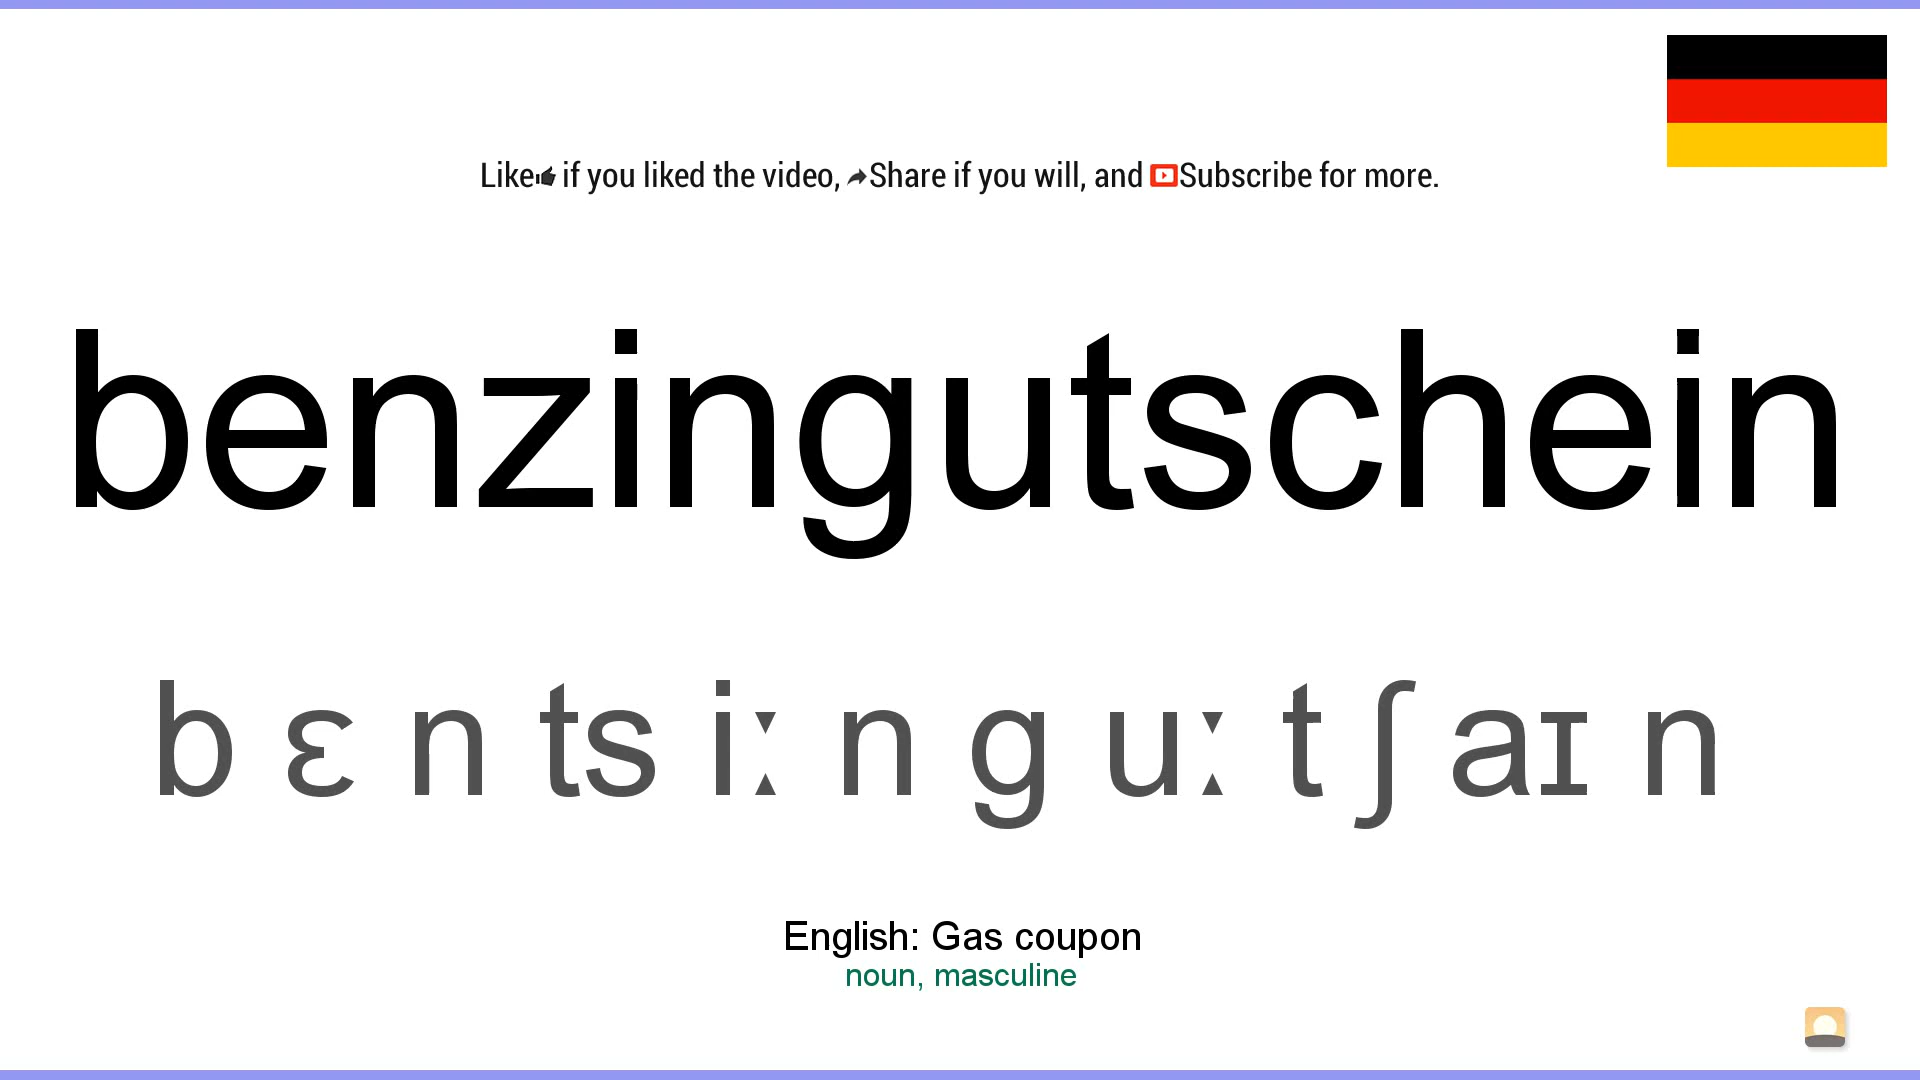 Like if you liked the video, Share if you will, and Subscribe for more.
benzingutschein
b ɛ n ʦ iː n g uː t ʃ aɪ n
English: Gas coupon
noun, masculine